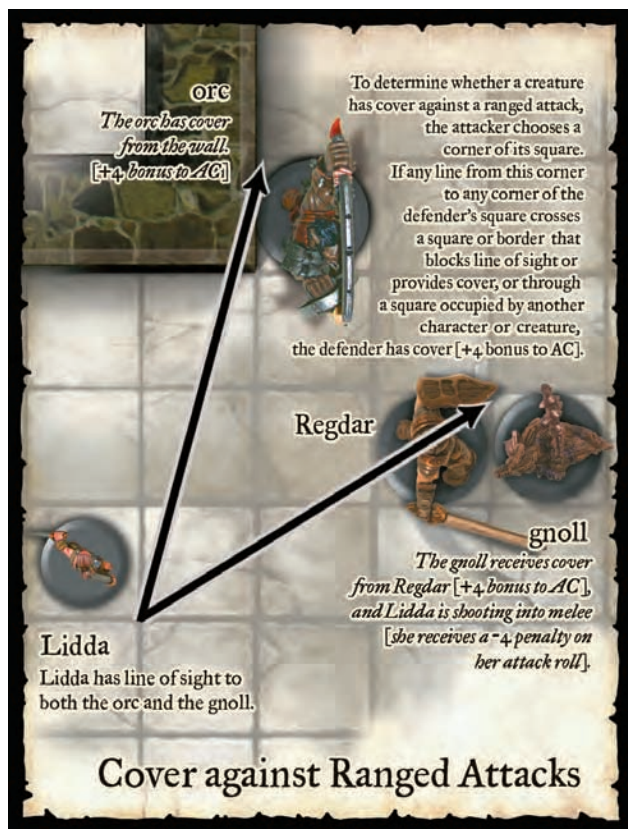 orc
The orc has cover
from the wall.
[+4 bonus to AC]
To determine whether a creature
has cover against a ranged attack,
the attacker chooses a
corner of its square.
If any line from this corner
to any corner of the
defender's square crosses
a square or border that
blocks line of sight or
provides cover, or through
a square occupied by another
character or creature,
the defender has cover [+4 bonus to AC].
Regdar
gnoll
The gnoll receives cover
from Regdar [+4 bonus to AC],
and Lidda is shooting into melee
[she receives a -4 penalty on
her attack roll].
Lidda
Lidda has line of sight to
both the orc and the gnoll.
Cover against Ranged Attacks